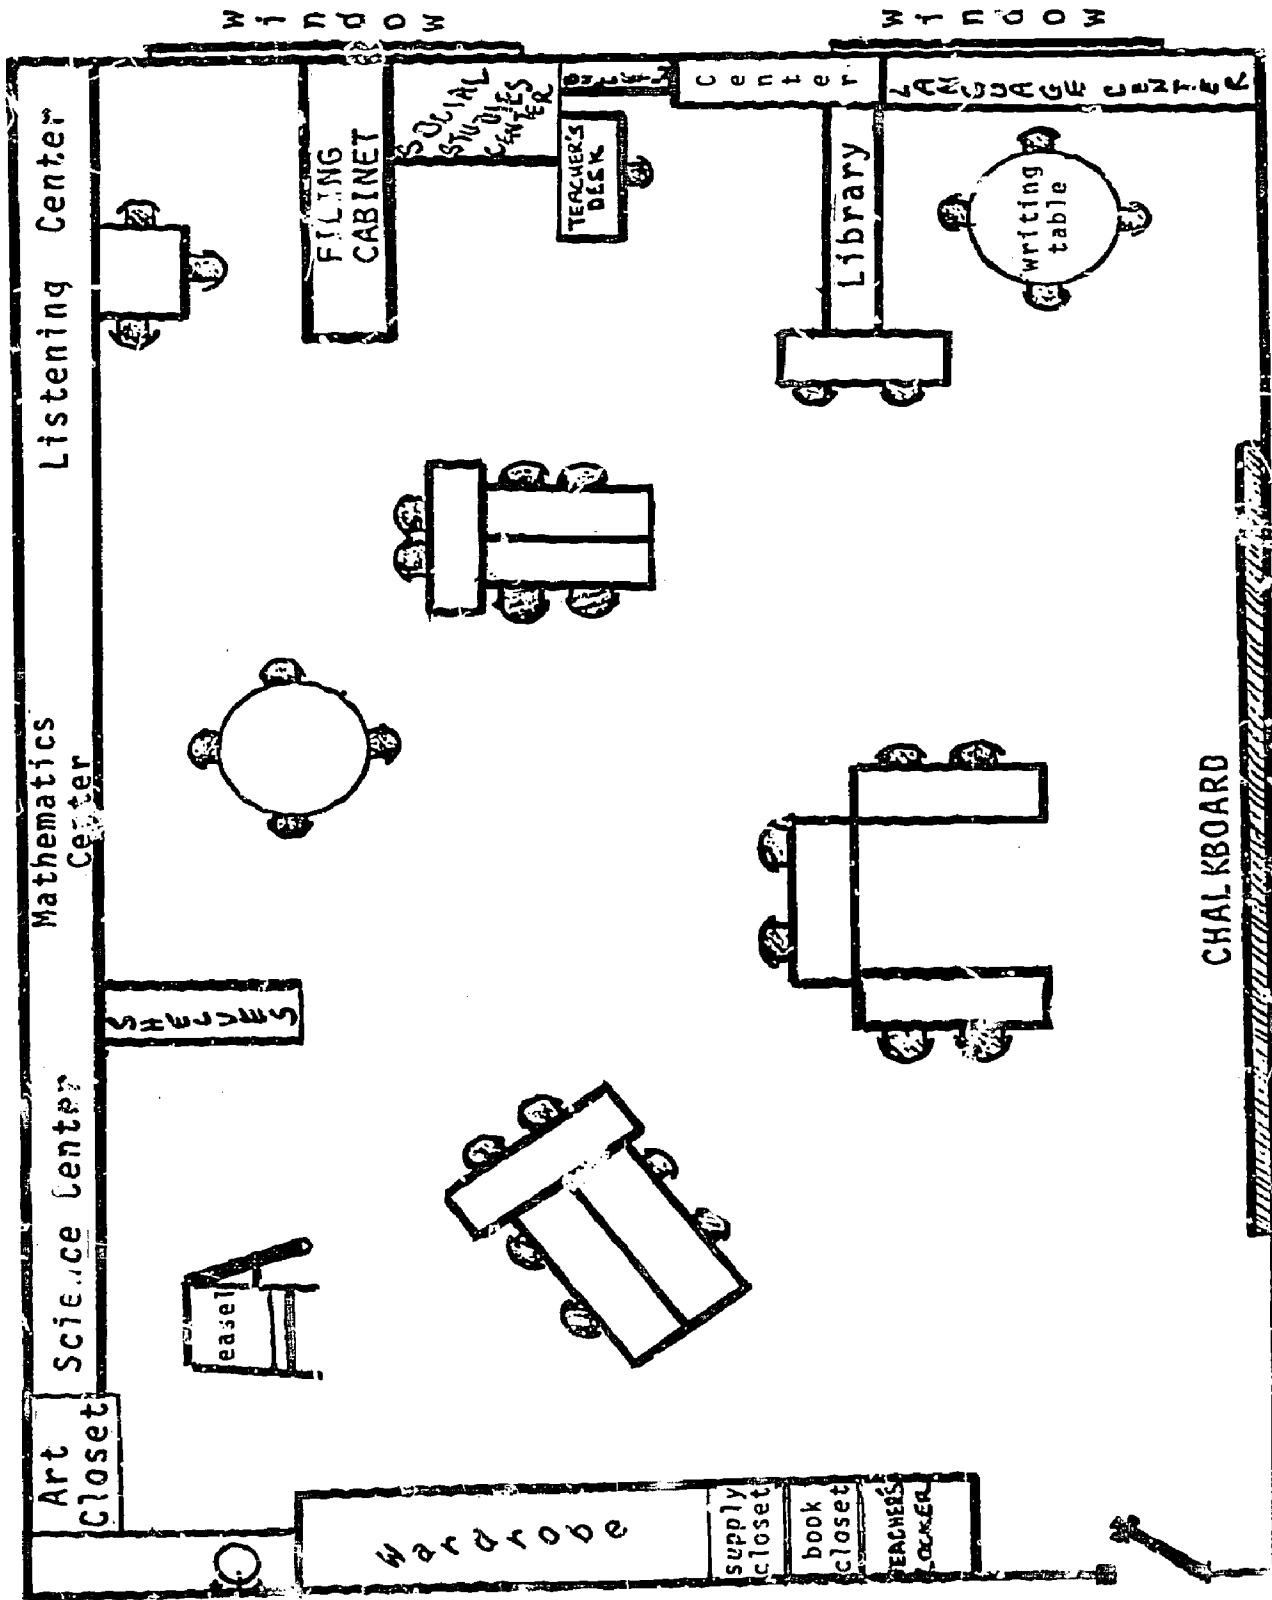 Art
Closet
Science Center
Mathematics
Center
Listening Center
window
easel
SHELVES
FILING
CABINET
SOCIAL
STUDIES
CENTER
TEACHER'S
DESK
Wardrobe
supply
closet
book
closet
TEACHER'S
LOCKER
Library
Center
LANGUAGE CENTER
writing
table
window
CHALKBOARD